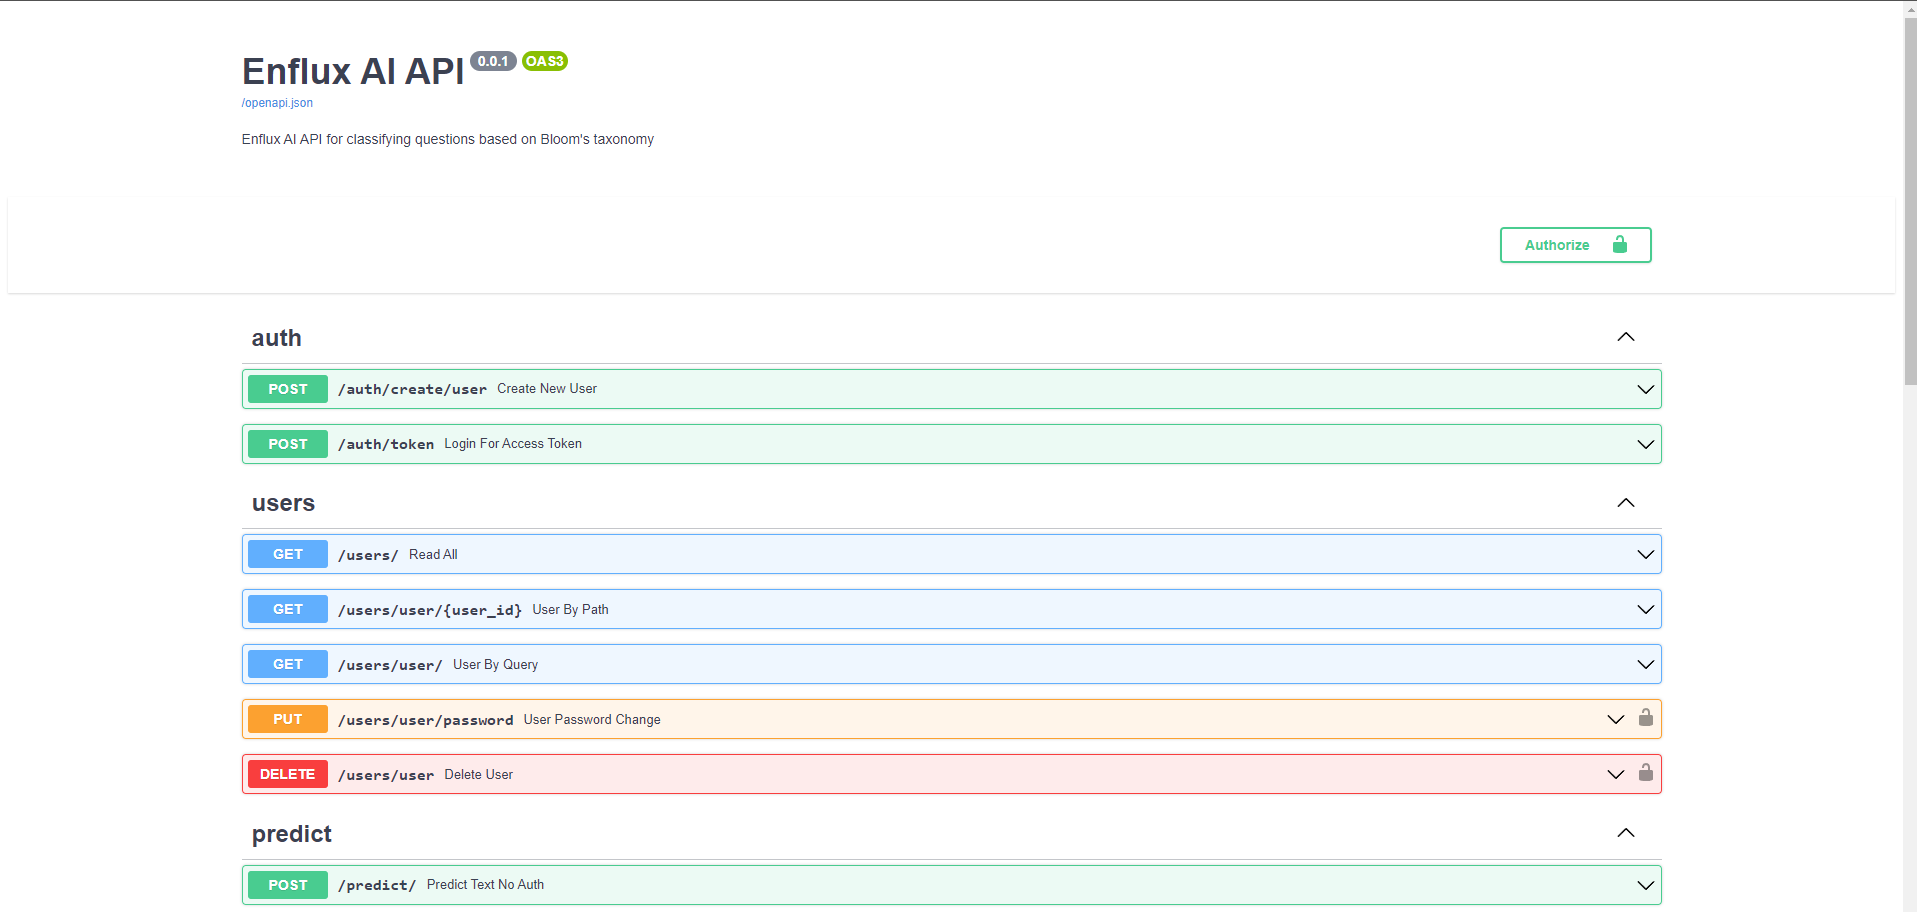 Enflux AI API 0.0.1 OAS3
/openapi.json
Enflux AI API for classifying questions based on Bloom's taxonomy
Authorize
auth
POST /auth/create/user Create New User
POST /auth/token Login For Access Token
users
GET /users/ Read All
GET /users/user/{user_id} User By Path
GET /users/user/ User By Query
PUT /users/user/password User Password Change
DELETE /users/user Delete User
predict
POST /predict/ Predict Text No Auth